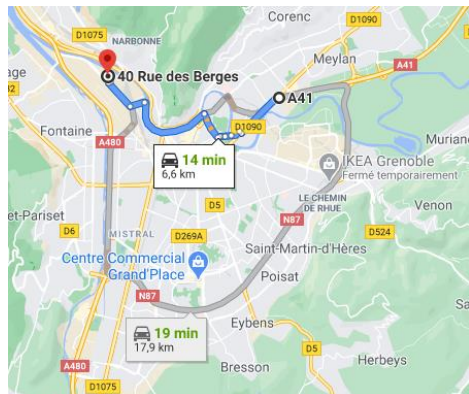 D1075
NARBONNE
Corenc
D1090
40 Rue des Berges
Meylan
A41
A41
Fontaine
A480
D1090
Muriane
14 min
6,6 km
IKEA Grenoble
Fermé temporairement
LE CHEMIN
DE RHUE
Venon
et-Pariset
D6
MISTRAL
D5
N87
D524
D269A
Saint-Martin-d'Hères
Centre Commercial
Grand'Place
Poisat
N87
19 min
17,9 km
Eybens
A480
D5
Herbeys
Bresson
D1075